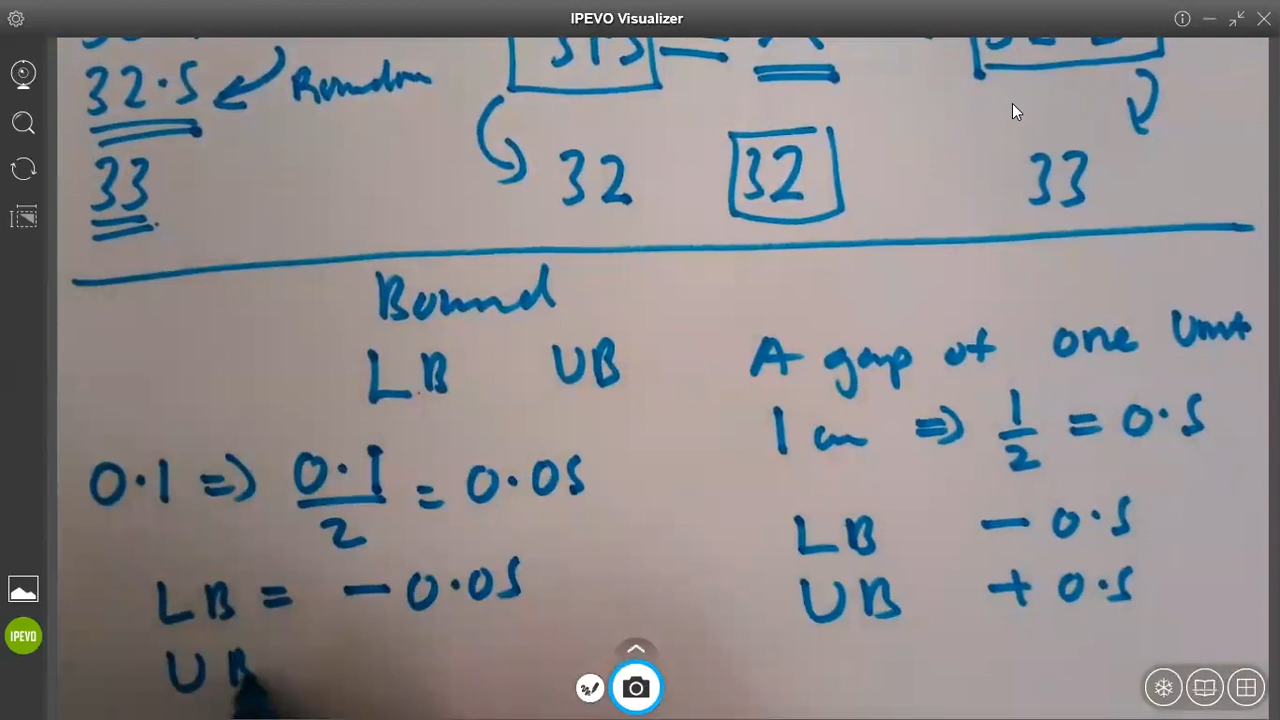 IPEVO Visualizer
32.5
31.5
32 32 33
33
Bound
LB UB
A gap of one Unit
1 cm ⇒ 1/2 = 0.5
0.1 ⇒ 0.1/2 = 0.05
LB - 0.5
UB + 0.5
LB = - 0.05
UB
IPEVO